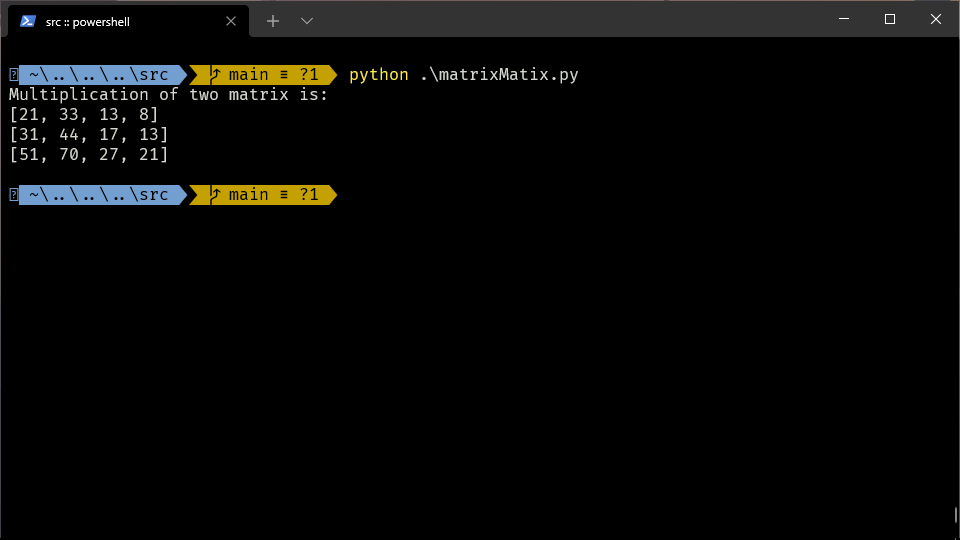 src :: powershell
~\..\..\..\src main ≡ ?1 python .\matrixMatix.py
Multiplication of two matrix is:
[21, 33, 13, 8]
[31, 44, 17, 13]
[51, 70, 27, 21]
~\..\..\..\src main ≡ ?1